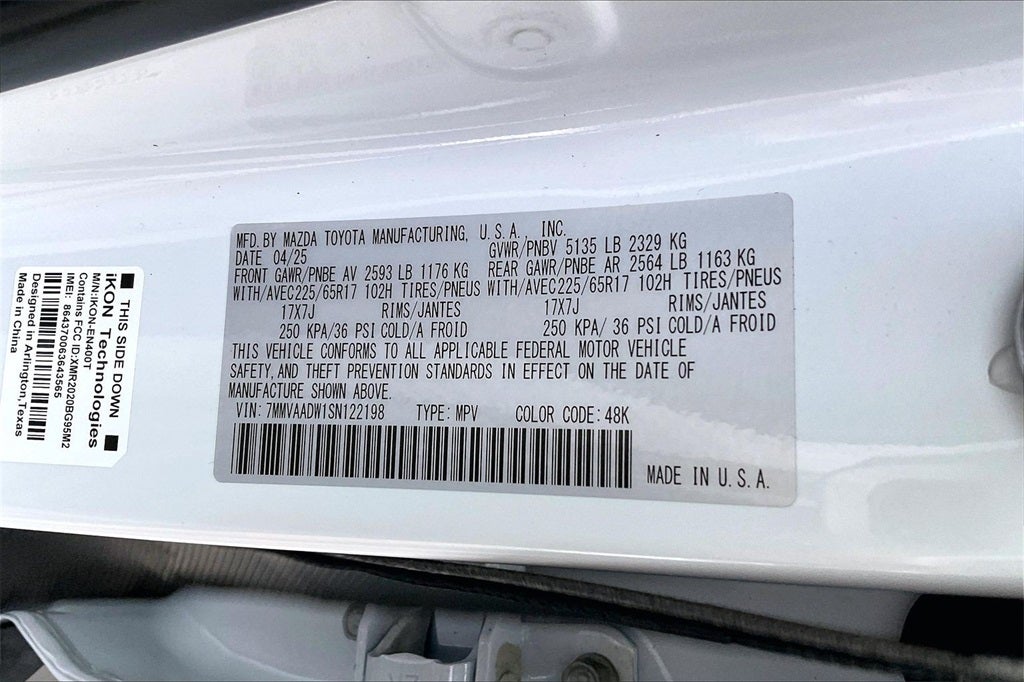 MFD. BY MAZDA TOYOTA MANUFACTURING, U.S.A., INC.
DATE 04/25 GVWR/PNBV 5135 LB 2329 KG
FRONT GAWR/PNBE AV 2593 LB 1176 KG REAR GAWR/PNBE AR 2564 LB 1163 KG
WITH/AVEC225/65R17 102H TIRES/PNEUS WITH/AVEC225/65R17 102H TIRES/PNEUS
17X7J RIMS/JANTES 17X7J RIMS/JANTES
250 KPA/36 PSI COLD/A FROID 250 KPA/ 36 PSI COLD/A FROID
THIS VEHICLE CONFORMS TO ALL APPLICABLE FEDERAL MOTOR VEHICLE
SAFETY, AND THEFT PREVENTION STANDARDS IN EFFECT ON THE DATE OF
MANUFACTURE SHOWN ABOVE.
VIN: 7MMVAADW1SN122198 TYPE: MPV COLOR CODE: 48K
MADE IN U.S.A.
THIS SIDE DOWN
iKON Technologies
M/N:IKON-EN400T
Contains FCC ID:XMR2020BG95M2
IMEI: 864370063643565
Designed in Arlington,Texas
Made in China